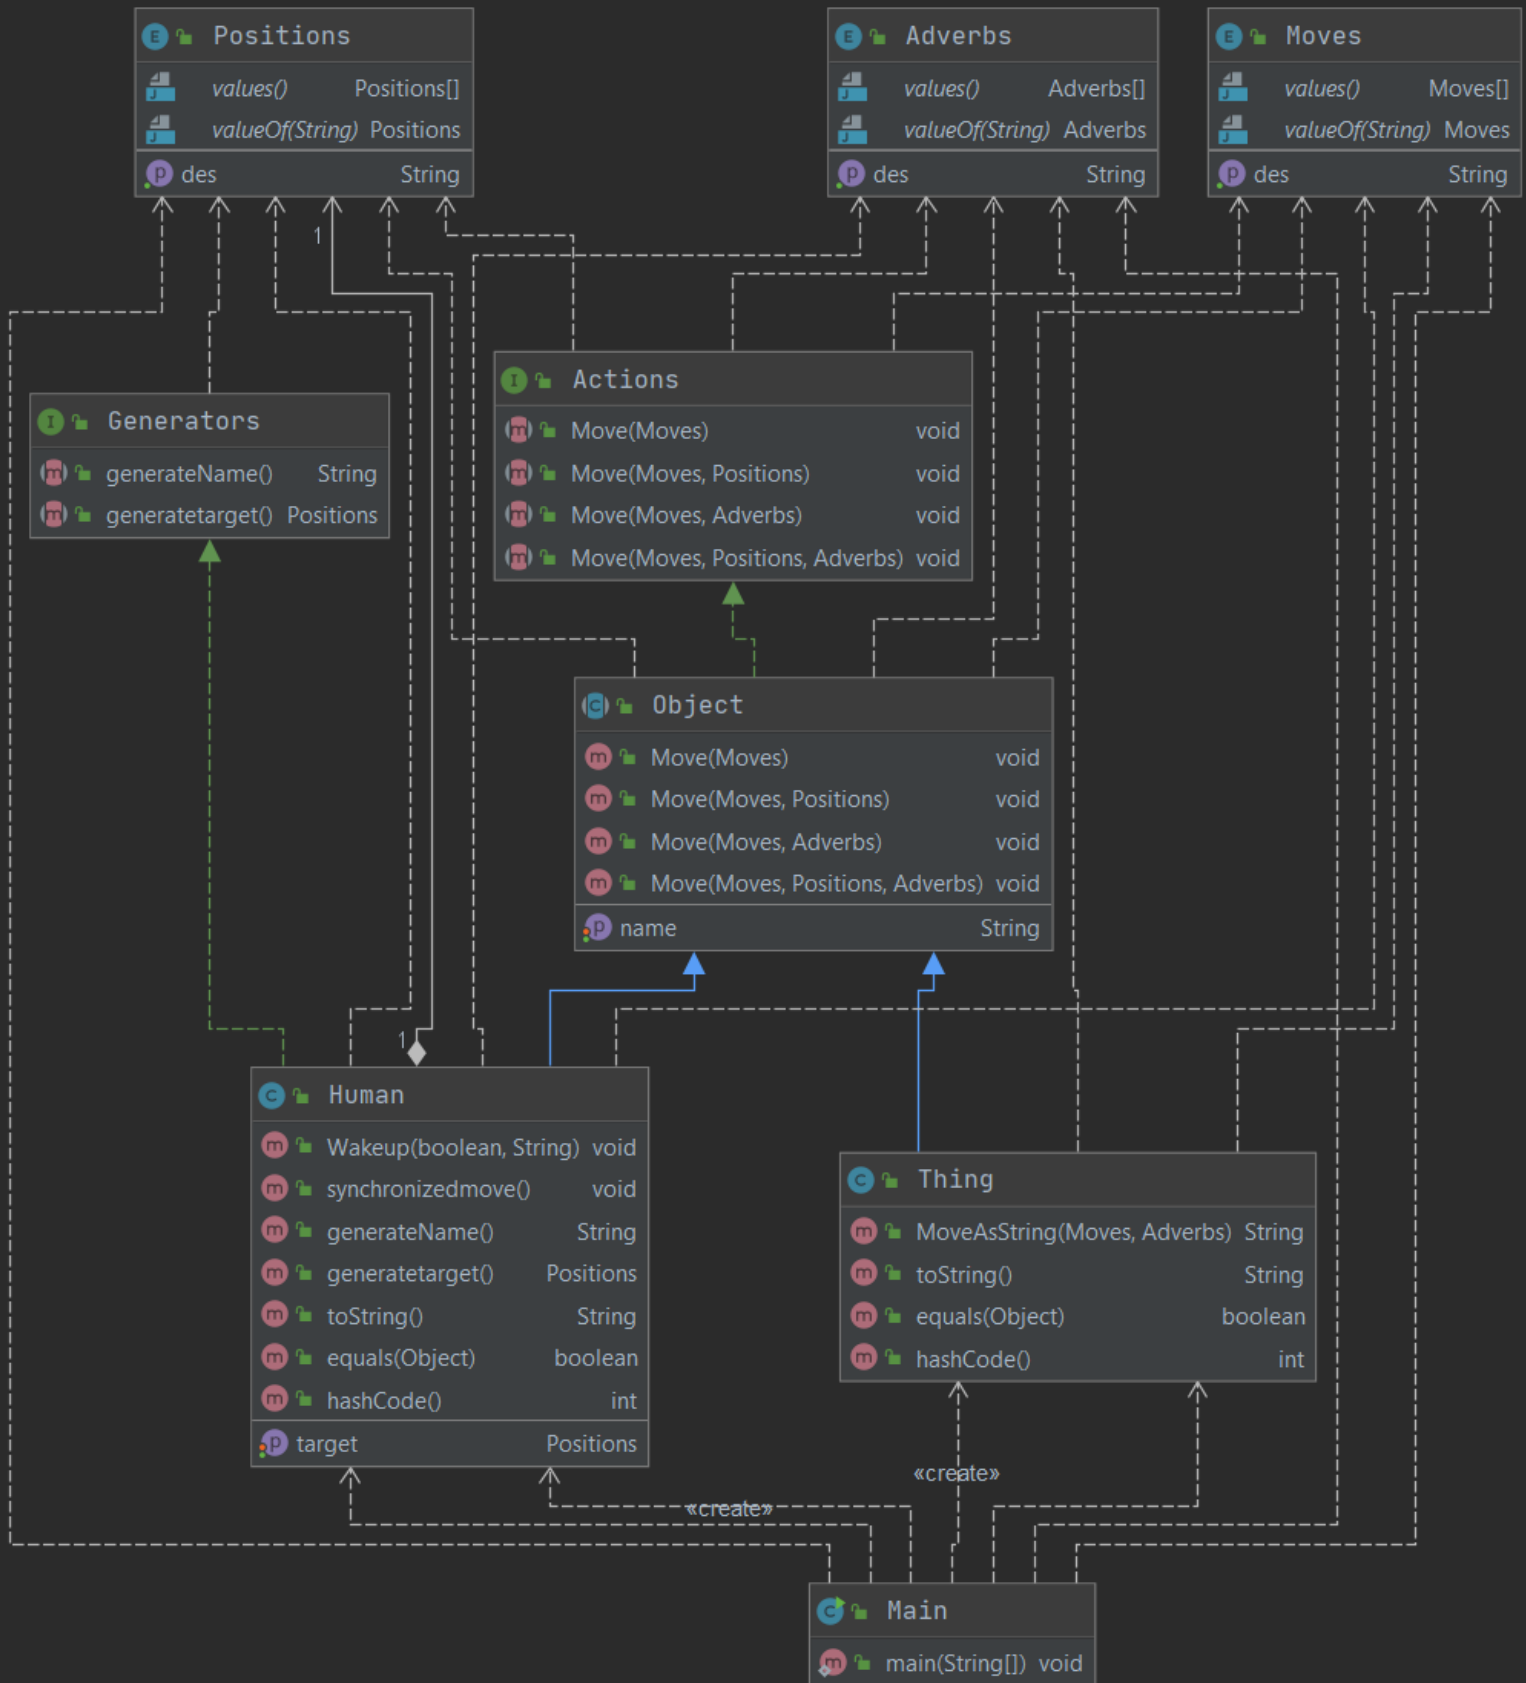 Positions
values() Positions[]
valueOf(String) Positions
des String
Adverbs
values() Adverbs[]
valueOf(String) Adverbs
des String
Moves
values() Moves[]
valueOf(String) Moves
des String
1
Generators
generateName() String
generatetarget() Positions
Actions
Move(Moves) void
Move(Moves, Positions) void
Move(Moves, Adverbs) void
Move(Moves, Positions, Adverbs) void
Object
Move(Moves) void
Move(Moves, Positions) void
Move(Moves, Adverbs) void
Move(Moves, Positions, Adverbs) void
name String
1
Human
Wakeup(boolean, String) void
synchronizedmove() void
generateName() String
generatetarget() Positions
toString() String
equals(Object) boolean
hashCode() int
target Positions
Thing
MoveAsString(Moves, Adverbs) String
toString() String
equals(Object) boolean
hashCode() int
«create»
«create»
Main
main(String[]) void